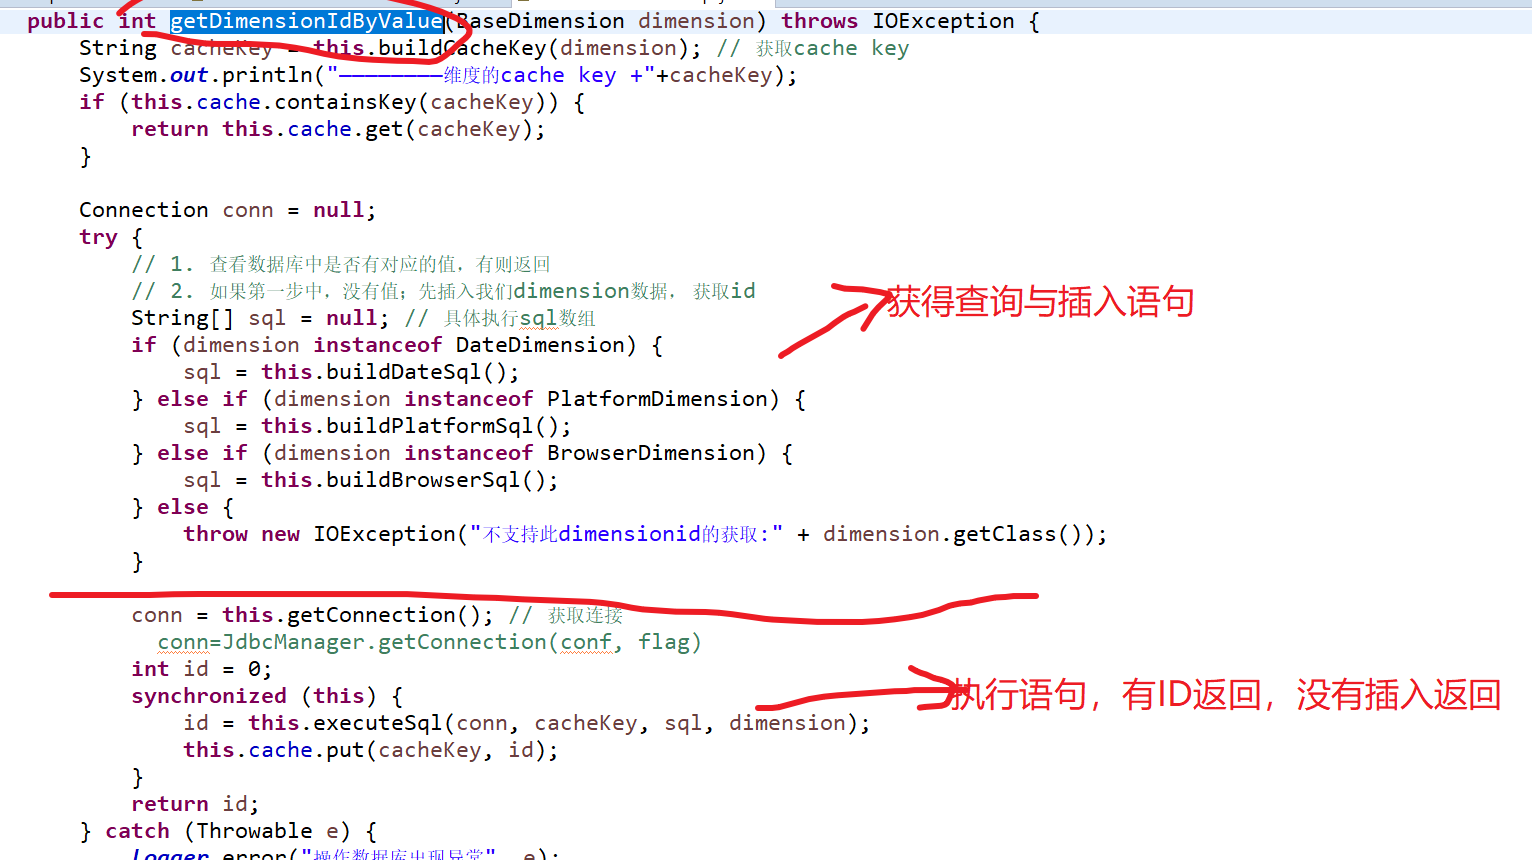 public int getDimensionIdByValue(BaseDimension dimension) throws IOException {
String cacheKey = this.buildCacheKey(dimension); // 获取cache key
System.out.println("————————维度的cache key +"+cacheKey);
if (this.cache.containsKey(cacheKey)) {
return this.cache.get(cacheKey);
}
Connection conn = null;
try {
// 1. 查看数据库中是否有对应的值，有则返回
// 2. 如果第一步中，没有值；先插入我们dimension数据， 获取id
获得查询与插入语句
String[] sql = null; // 具体执行sql数组
if (dimension instanceof DateDimension) {
sql = this.buildDateSql();
} else if (dimension instanceof PlatformDimension) {
sql = this.buildPlatformSql();
} else if (dimension instanceof BrowserDimension) {
sql = this.buildBrowserSql();
} else {
throw new IOException("不支持此dimensionid的获取:" + dimension.getClass());
}
conn = this.getConnection(); // 获取连接
conn=JdbcManager.getConnection(conf, flag)
int id = 0;
synchronized (this) {
执行语句，有ID返回，没有插入返回
id = this.executeSql(conn, cacheKey, sql, dimension);
this.cache.put(cacheKey, id);
}
return id;
} catch (Throwable e) {
logger.error("操作数据库出现异常", e);